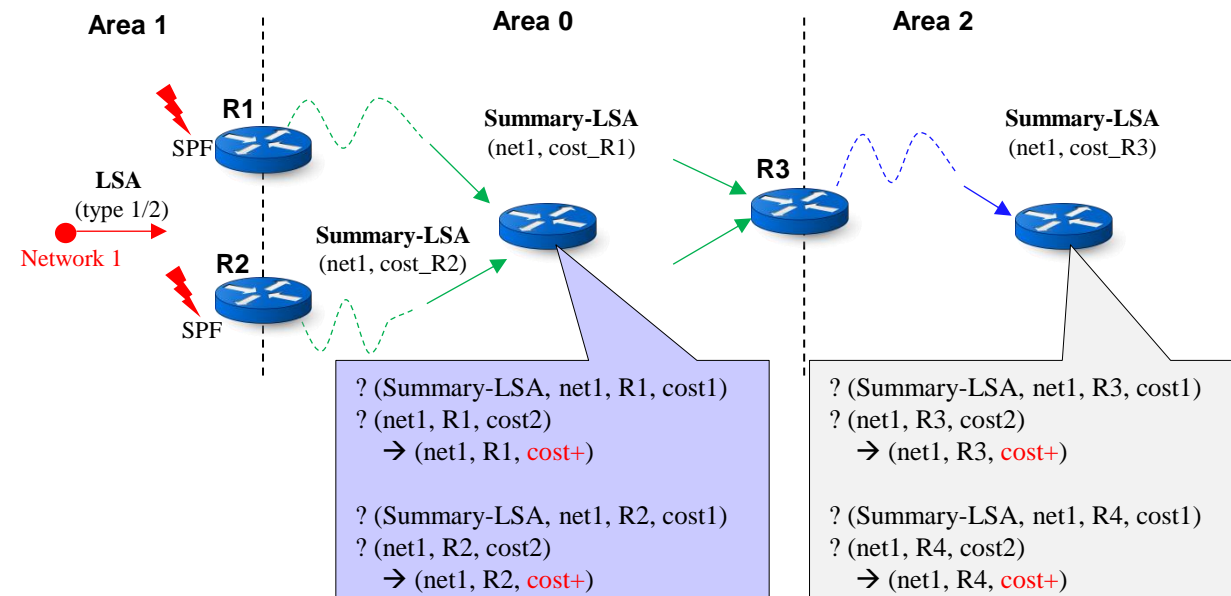 Area 1
Area 0
Area 2
R1
SPF
Summary-LSA
(net1, cost_R1)
Summary-LSA
(net1, cost_R3)
R3
LSA
(type 1/2)
Network 1
R2
SPF
Summary-LSA
(net1, cost_R2)
? (Summary-LSA, net1, R1, cost1)
? (net1, R1, cost2)
→ (net1, R1, cost+)
? (Summary-LSA, net1, R2, cost1)
? (net1, R2, cost2)
→ (net1, R2, cost+)
? (Summary-LSA, net1, R3, cost1)
? (net1, R3, cost2)
→ (net1, R3, cost+)
? (Summary-LSA, net1, R4, cost1)
? (net1, R4, cost2)
→ (net1, R4, cost+)